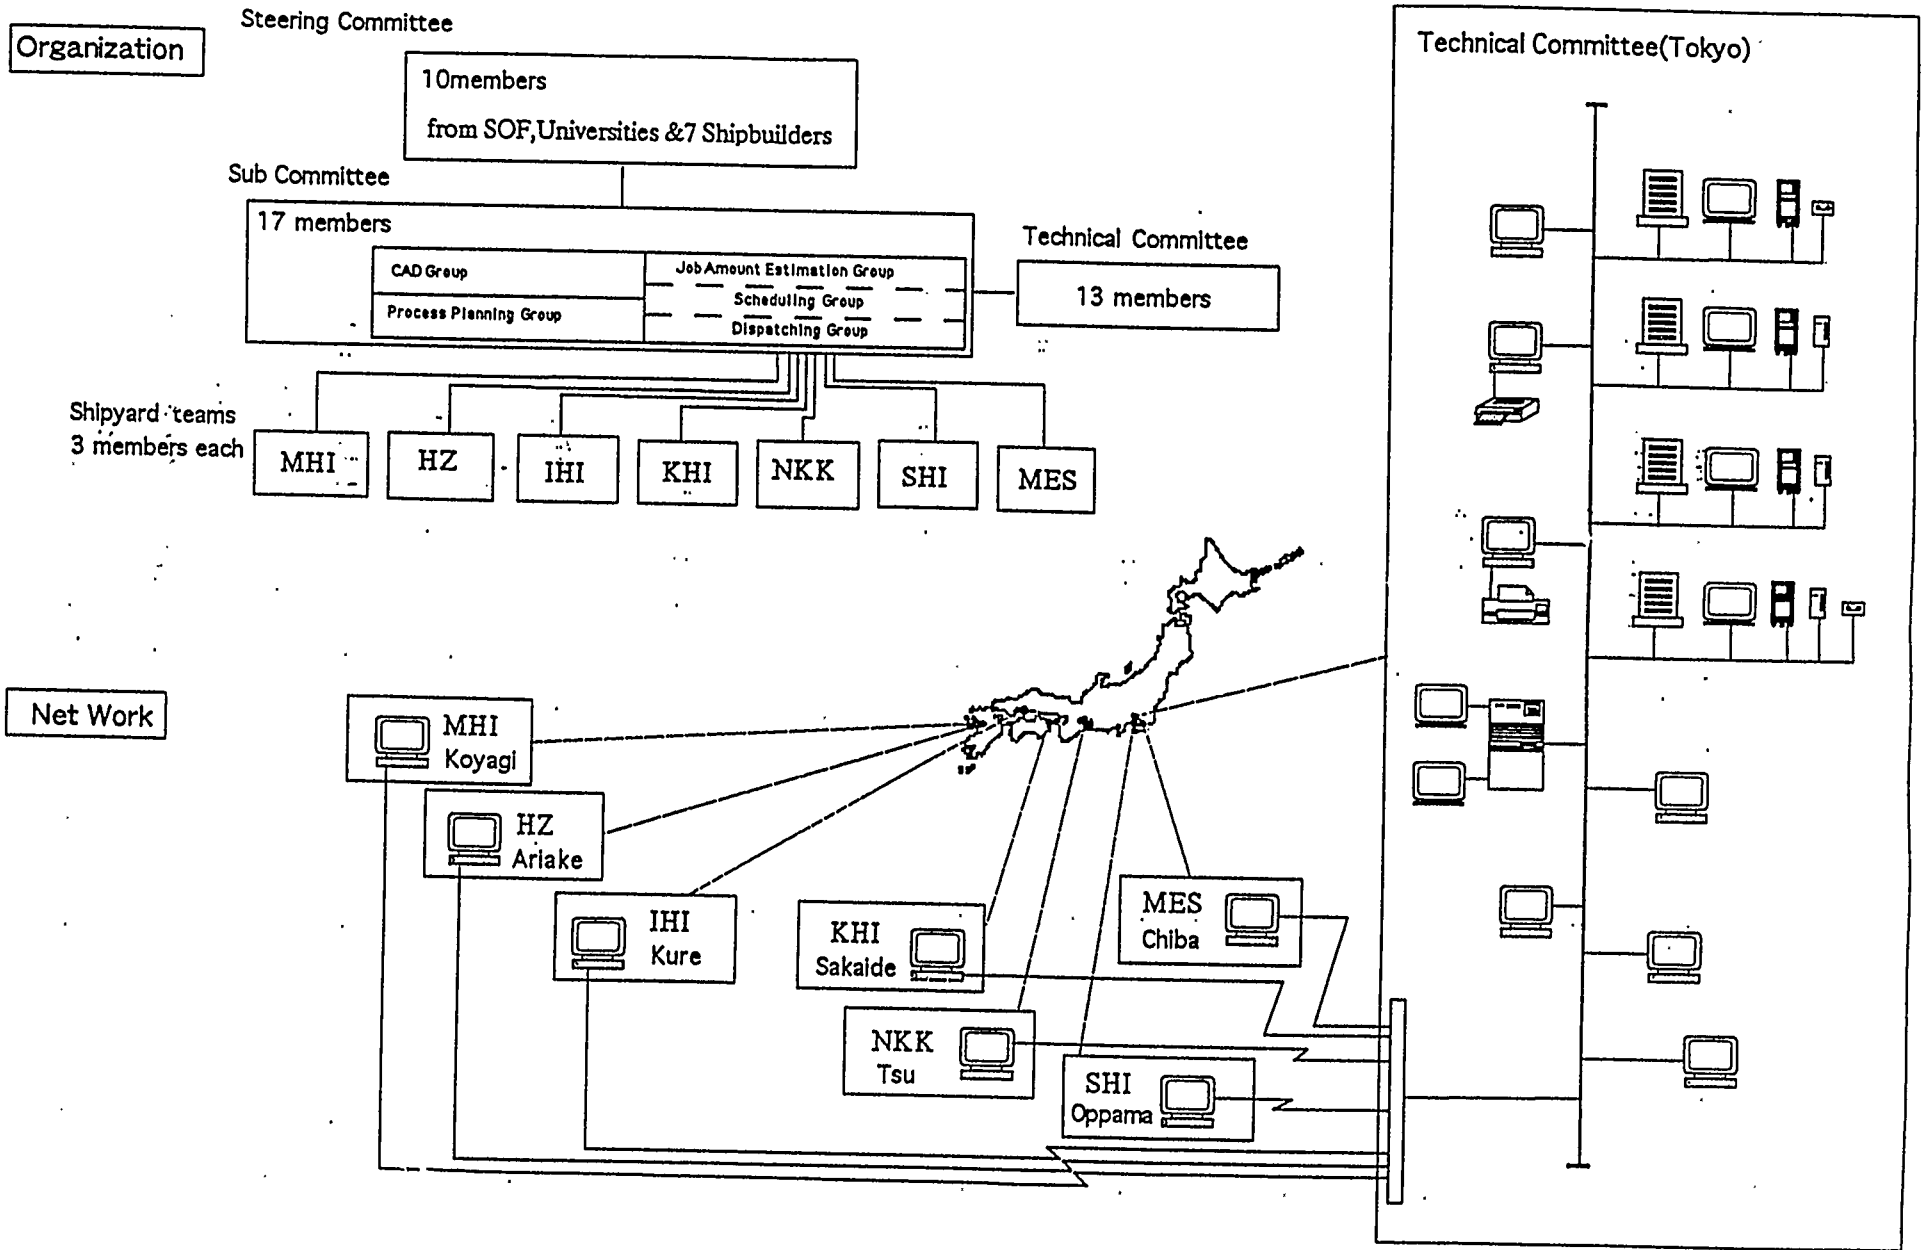 Organization
Steering Committee
10members
from SOF,Universities &7 Shipbuilders
Sub Committee
17 members
CAD Group
Process Planning Group
Job Amount Estimation Group
Scheduling Group
Dispatching Group
Technical Committee
13 members
Shipyard teams
3 members each
MHI
HZ
IHI
KHI
NKK
SHI
MES
Technical Committee(Tokyo)
Net Work
MHI
Koyagi
HZ
Ariake
IHI
Kure
KHI
Sakaide
NKK
Tsu
MES
Chiba
SHI
Oppama